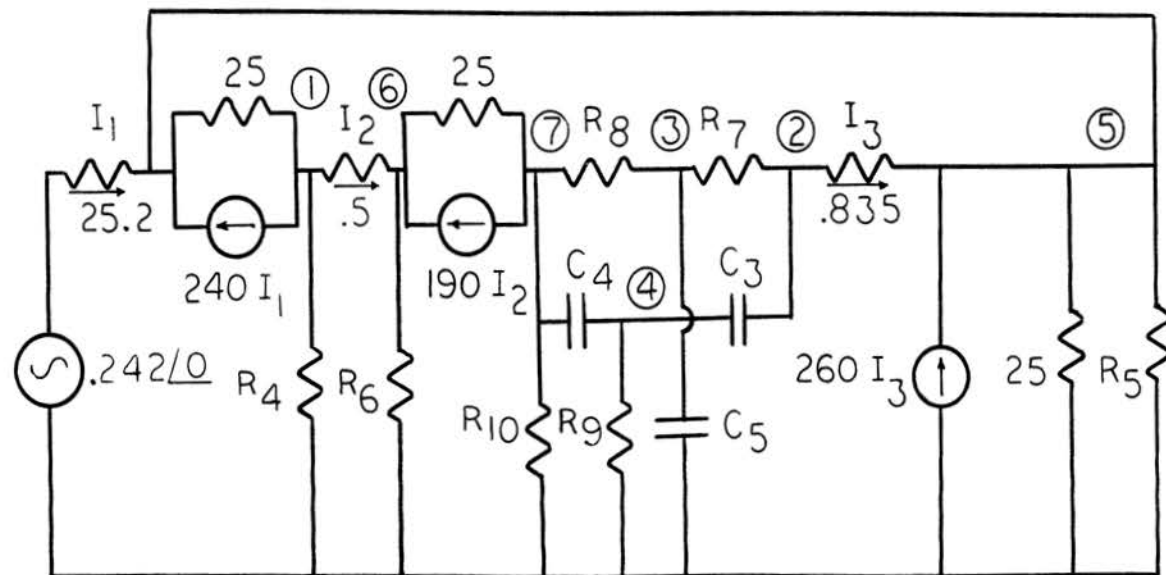 25
①
⑥
25
I₁
I₂
⑦
R₈
③
R₇
②
I₃
⑤
25.2
.5
.835
240 I₁
190 I₂
C₄
④
C₃
.242/0
R₄
R₆
R₁₀
R₉
C₅
260 I₃
25
R₅